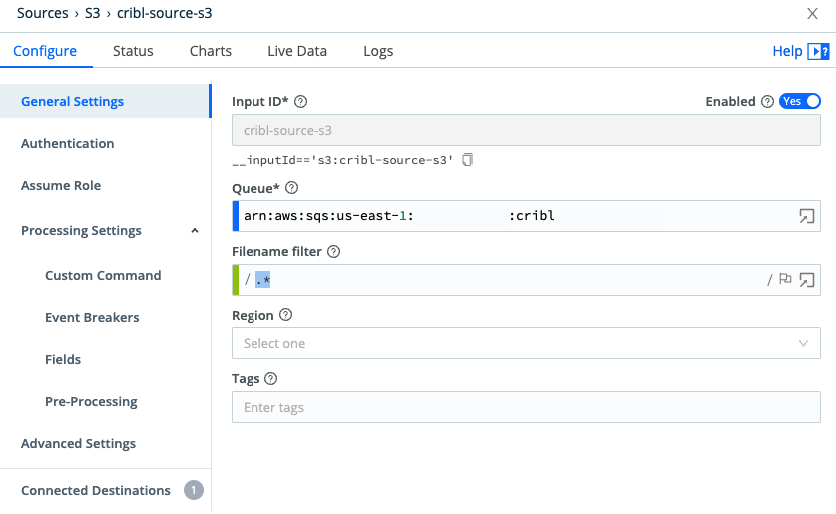 Sources › S3 › cribl-source-s3 X
Configure Status Charts Live Data Logs Help
General Settings
Authentication
Assume Role
Processing Settings
Custom Command
Event Breakers
Fields
Pre-Processing
Advanced Settings
Connected Destinations 1
Input ID* Enabled Yes
cribl-source-s3
__inputId=='s3:cribl-source-s3'
Queue*
arn:aws:sqs:us-east-1: :cribl
Filename filter
/ .* /
Region
Select one
Tags
Enter tags